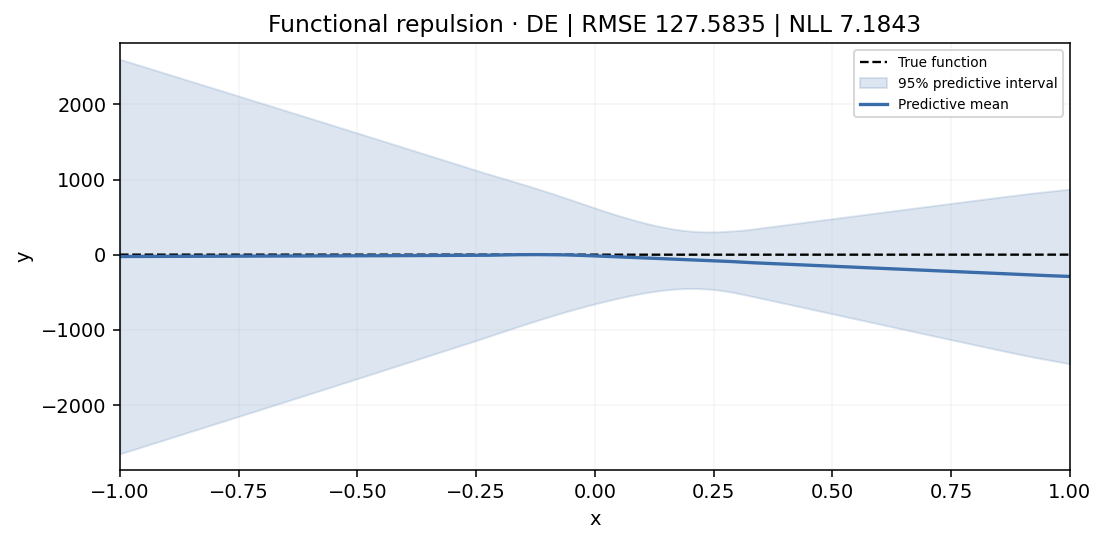 Functional repulsion · DE | RMSE 127.5835 | NLL 7.1843
True function
95% predictive interval
Predictive mean
2000
1000
0
−1000
−2000
y
−1.00 −0.75 −0.50 −0.25 0.00 0.25 0.50 0.75 1.00
x